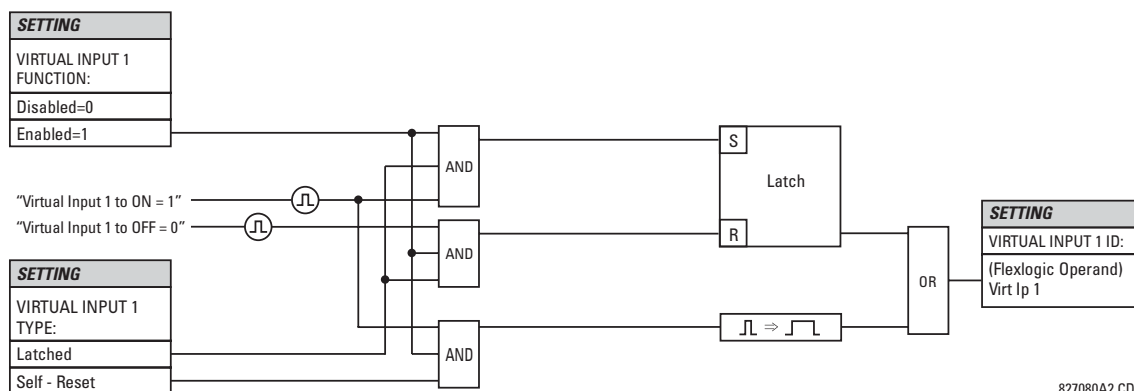 SETTING
VIRTUAL INPUT 1
FUNCTION:
Disabled=0
Enabled=1
"Virtual Input 1 to ON = 1"
"Virtual Input 1 to OFF = 0"
SETTING
VIRTUAL INPUT 1
TYPE:
Latched
Self - Reset
AND
AND
AND
S
Latch
R
OR
SETTING
VIRTUAL INPUT 1 ID:
(Flexlogic Operand)
Virt Ip 1
827080A2.CD